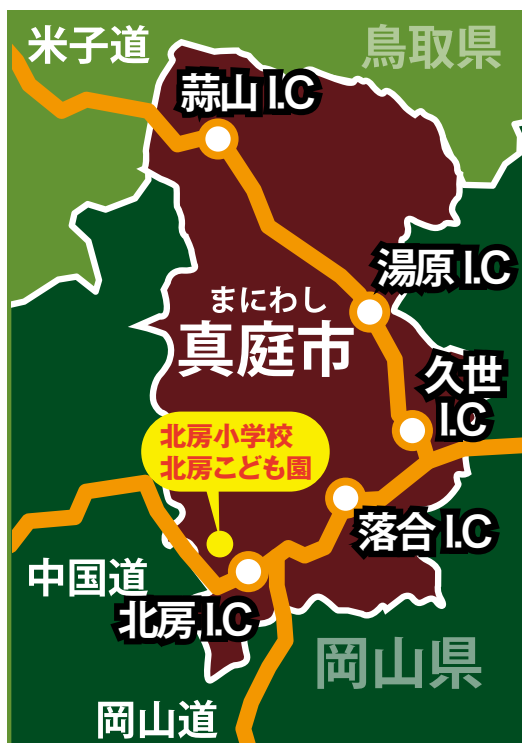 米子道
鳥取県
蒜山 I.C
湯原 I.C
まにわし
真庭市
久世
I.C
北房小学校
北房こども園
落合 I.C
中国道
北房 I.C
岡山県
岡山道